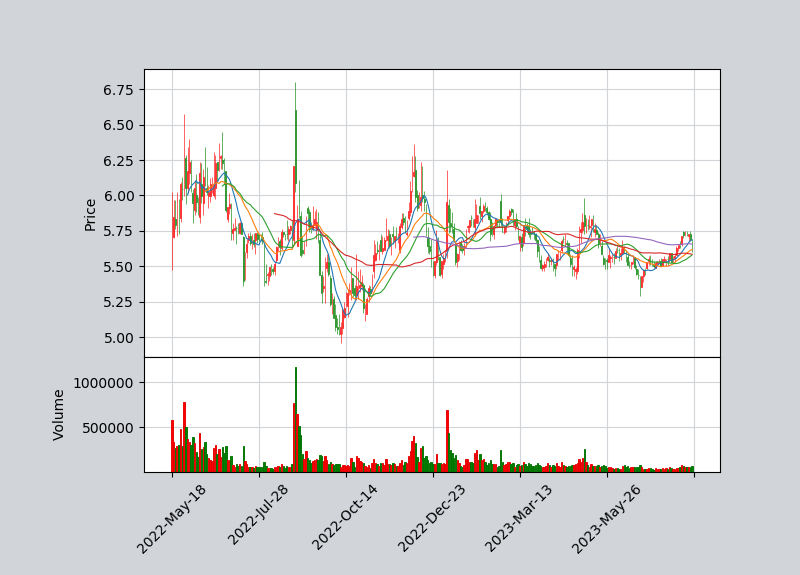 Price
6.75
6.50
6.25
6.00
5.75
5.50
5.25
5.00
Volume
1000000
500000
2022-May-18
2022-Jul-28
2022-Oct-14
2022-Dec-23
2023-Mar-13
2023-May-26